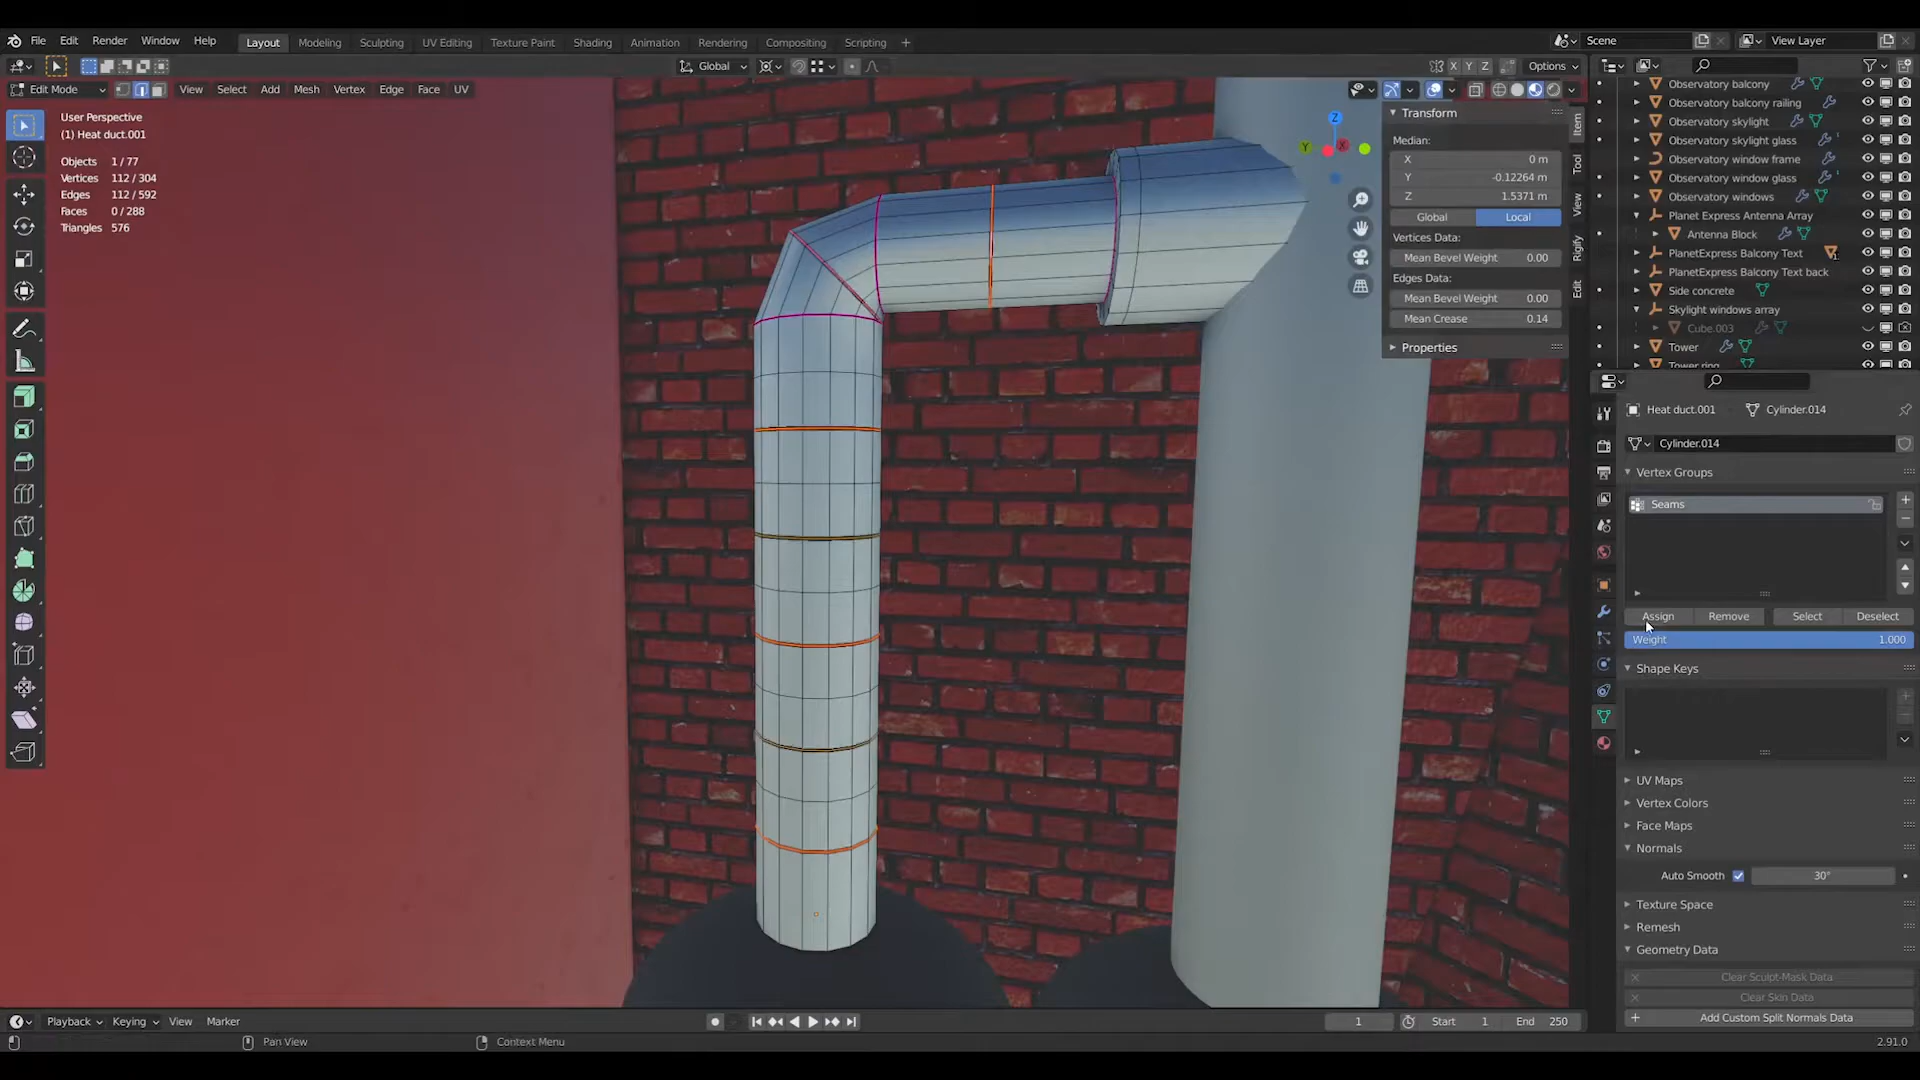 File Edit Render Window Help Layout Modeling Sculpting UV Editing Texture Paint Shading Animation Rendering Compositing Scripting + Scene View Layer
Global X Y Z Options
Edit Mode View Select Add Mesh Vertex Edge Face UV
User Perspective
(1) Heat duct.001
Objects 1 / 77
Vertices 112 / 304
Edges 112 / 592
Faces 0 / 288
Triangles 576
Z
Y
X
Transform
Median:
X 0 m
Y -0.12264 m
Z 1.5371 m
Global Local
Vertices Data:
Mean Bevel Weight 0.00
Edges Data:
Mean Bevel Weight 0.00
Mean Crease 0.14
Properties
Item
Tool
View
Rigify
Edit
Observatory balcony
Observatory balcony railing
Observatory skylight
Observatory skylight glass
Observatory window frame
Observatory window glass
Observatory windows
Planet Express Antenna Array
Antenna Block
PlanetExpress Balcony Text
PlanetExpress Balcony Text back
Side concrete
Skylight windows array
Cube.003
Tower
Tower ring
Heat duct.001 Cylinder.014
Cylinder.014
Vertex Groups
Seams
Assign Remove Select Deselect
Weight 1.000
Shape Keys
UV Maps
Vertex Colors
Face Maps
Normals
Auto Smooth 30°
Texture Space
Remesh
Geometry Data
Clear Sculpt-Mask Data
Clear Skin Data
Add Custom Split Normals Data
Playback Keying View Marker 1 Start 1 End 250
Pan View Context Menu 2.91.0